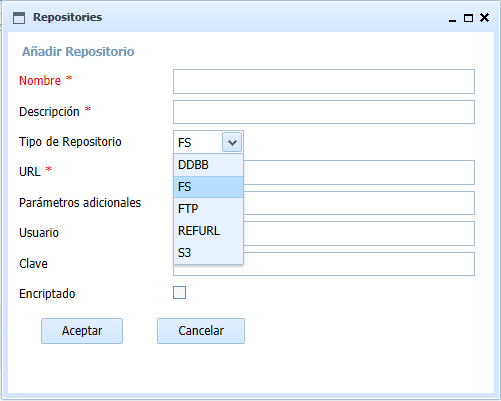 Repositories
Añadir Repositorio
Nombre *
Descripción *
Tipo de Repositorio FS
DDBB
URL *
FS
Parámetros adicionales
FTP
Usuario
REFURL
S3
Clave
Encriptado
Aceptar Cancelar